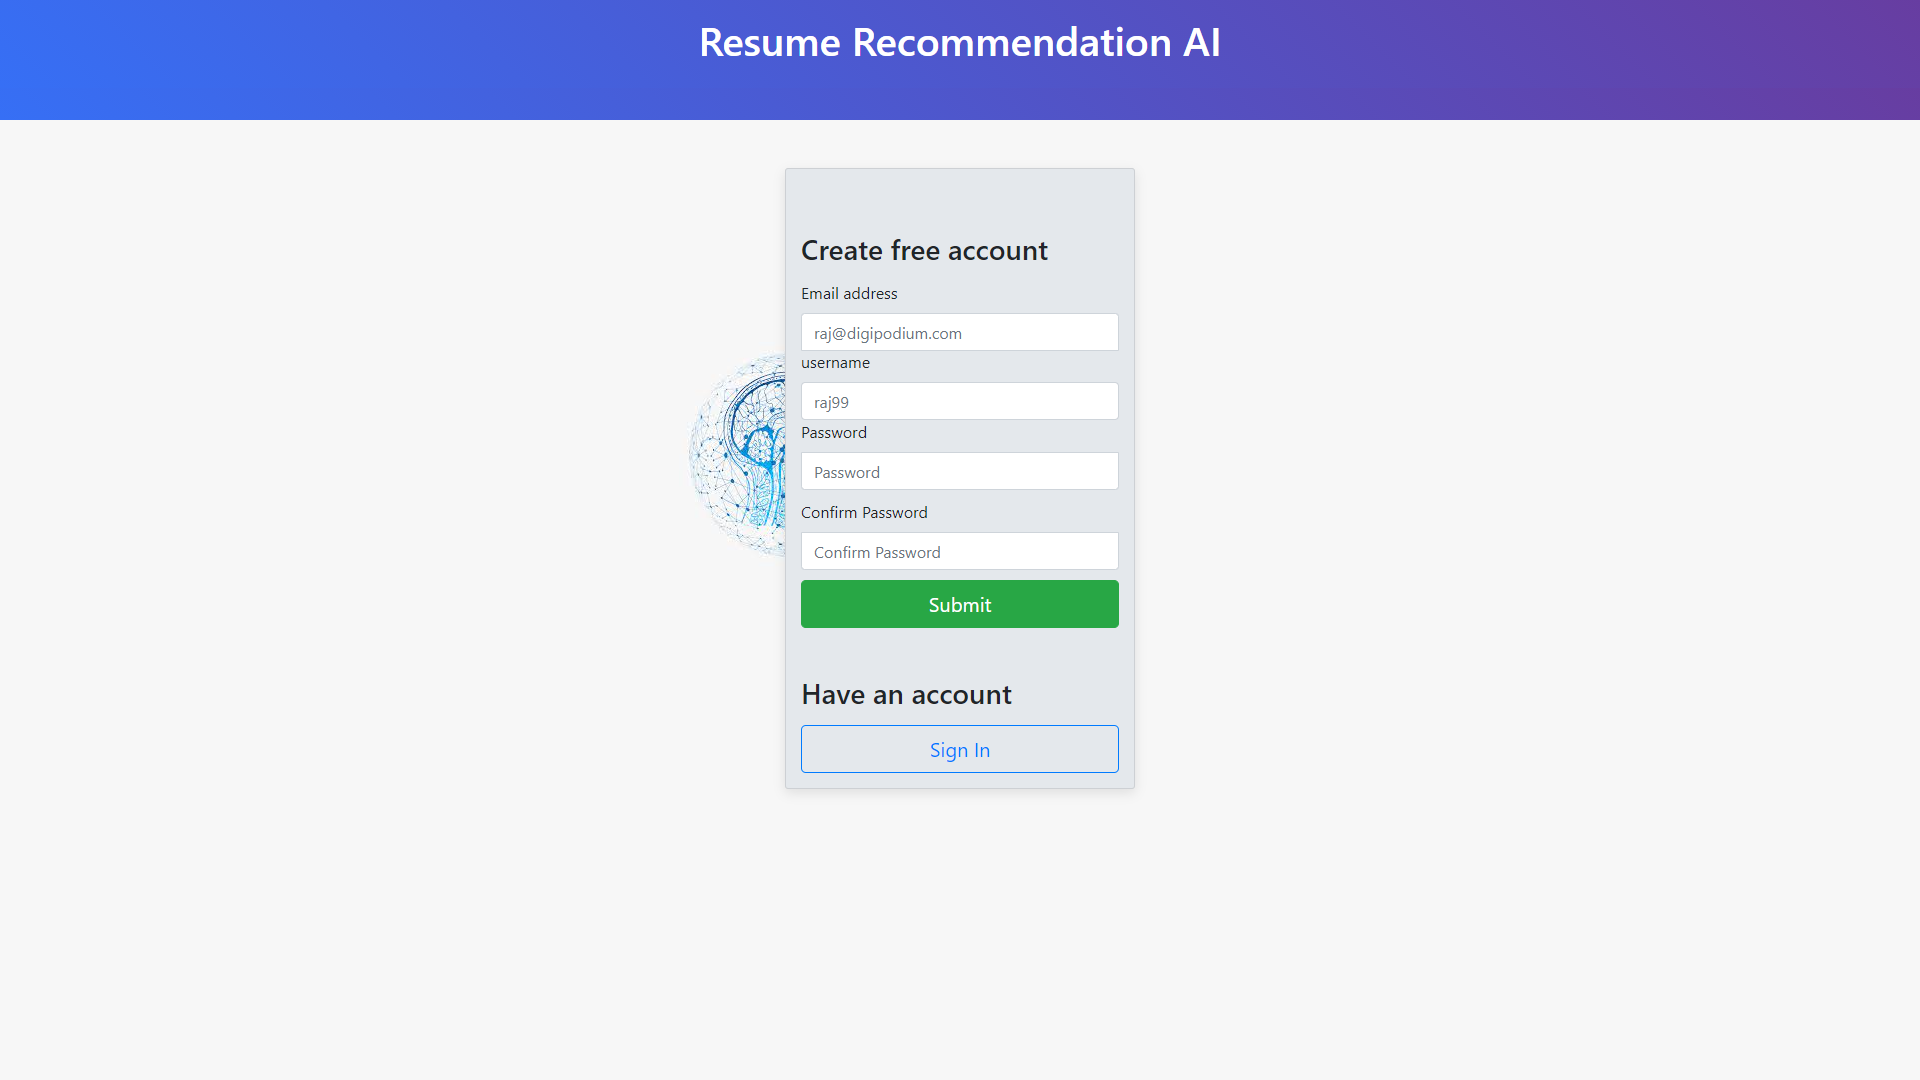 Resume Recommendation AI
Create free account
Email address
raj@digipodium.com
username
raj99
Password
Password
Confirm Password
Confirm Password
Submit
Have an account
Sign In